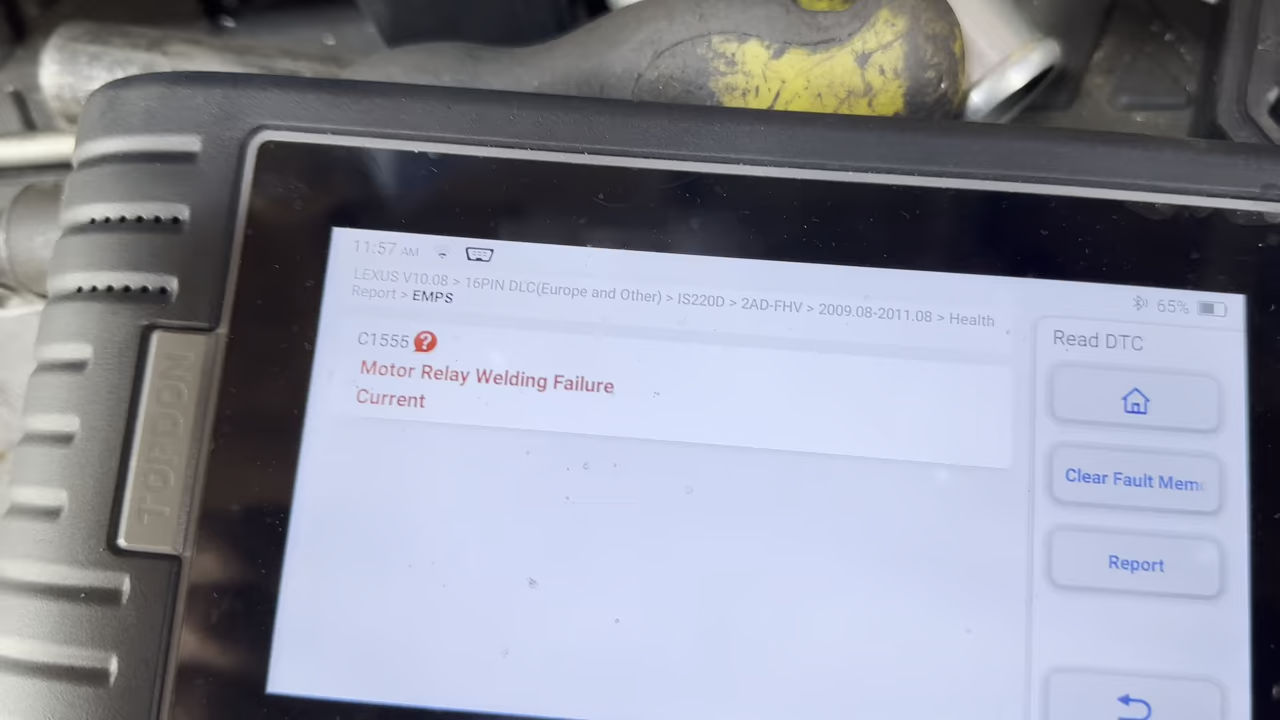 11:57 AM
65%
LEXUS V10.08 > 16PIN DLC(Europe and Other) > IS220D > 2AD-FHV > 2009.08-2011.08 > Health
Report > EMPS
Read DTC
C1555 ?
Motor Relay Welding Failure
Current
Clear Fault Mem
Report
TOPDON